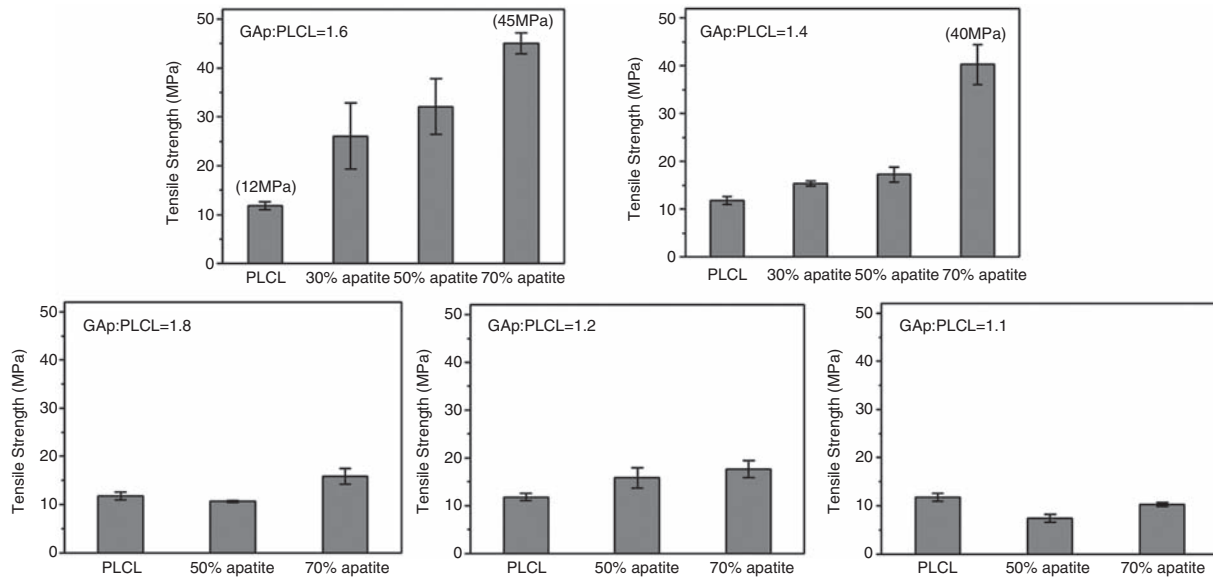 GAp:PLCL=1.6
(12MPa)
(45MPa)
Tensile Strength (MPa)
50
40
30
20
10
0
PLCL 30% apatite 50% apatite 70% apatite
GAp:PLCL=1.4
(40MPa)
Tensile Strength (MPa)
50
40
30
20
10
0
PLCL 30% apatite 50% apatite 70% apatite
GAp:PLCL=1.8
Tensile Strength (MPa)
50
40
30
20
10
0
PLCL 50% apatite 70% apatite
GAp:PLCL=1.2
Tensile Strength (MPa)
50
40
30
20
10
0
PLCL 50% apatite 70% apatite
GAp:PLCL=1.1
Tensile Strength (MPa)
50
40
30
20
10
0
PLCL 50% apatite 70% apatite